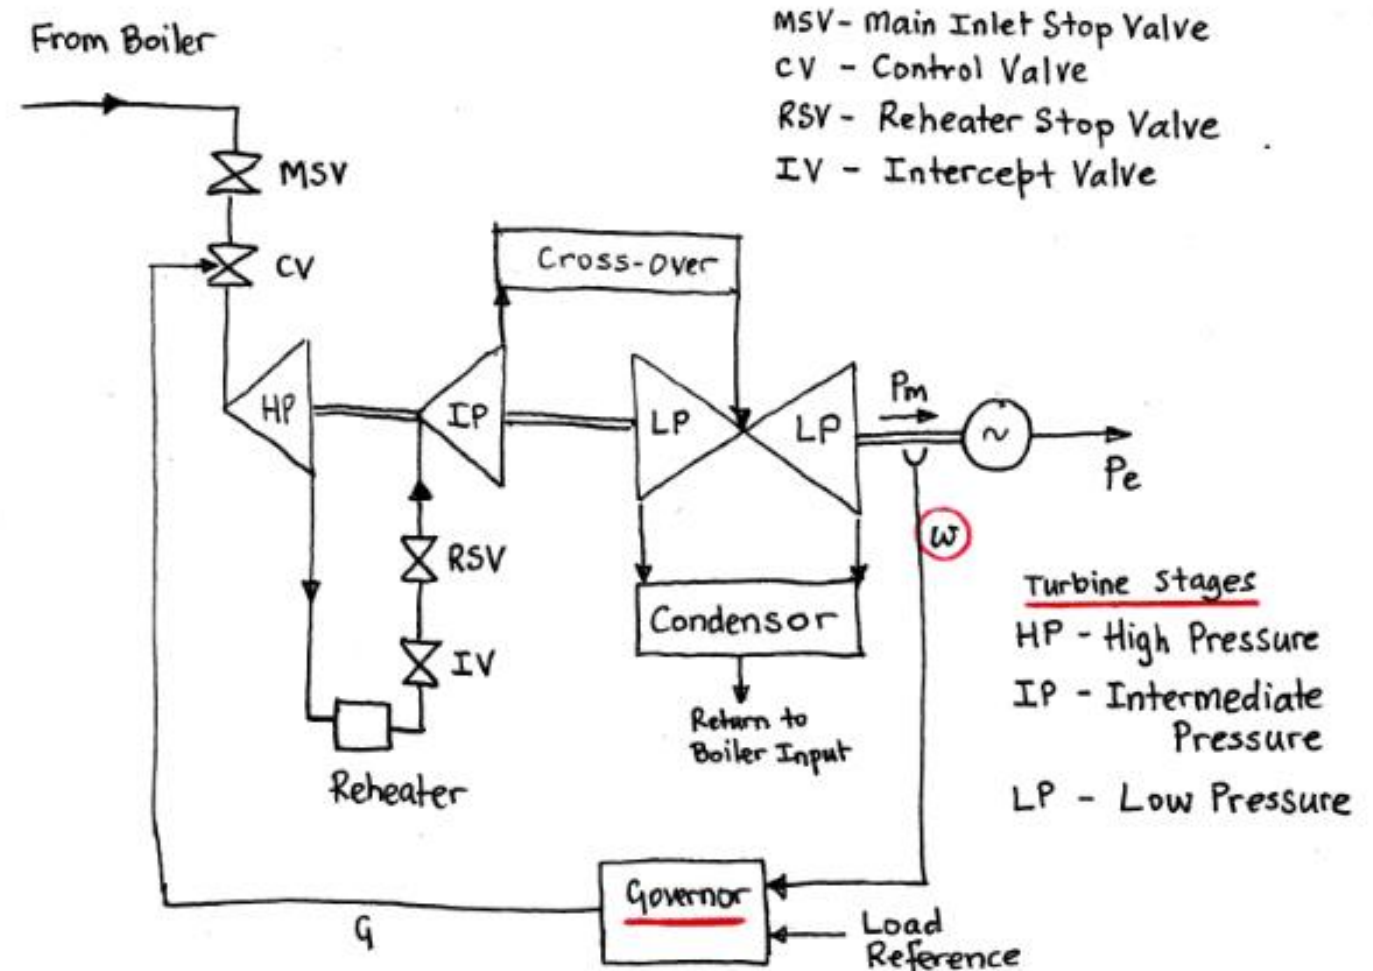 From Boiler
MSV - Main Inlet Stop Valve
CV - Control Valve
RSV - Reheater Stop Valve
IV - Intercept Valve
MSV
CV
Cross-over
HP
IP
LP
LP
Pm
~
Pe
RSV
ω
IV
Condensor
Turbine Stages
HP - High Pressure
IP - Intermediate
Pressure
LP - Low Pressure
Return to
Boiler Input
Reheater
Governor
G
Load
Reference